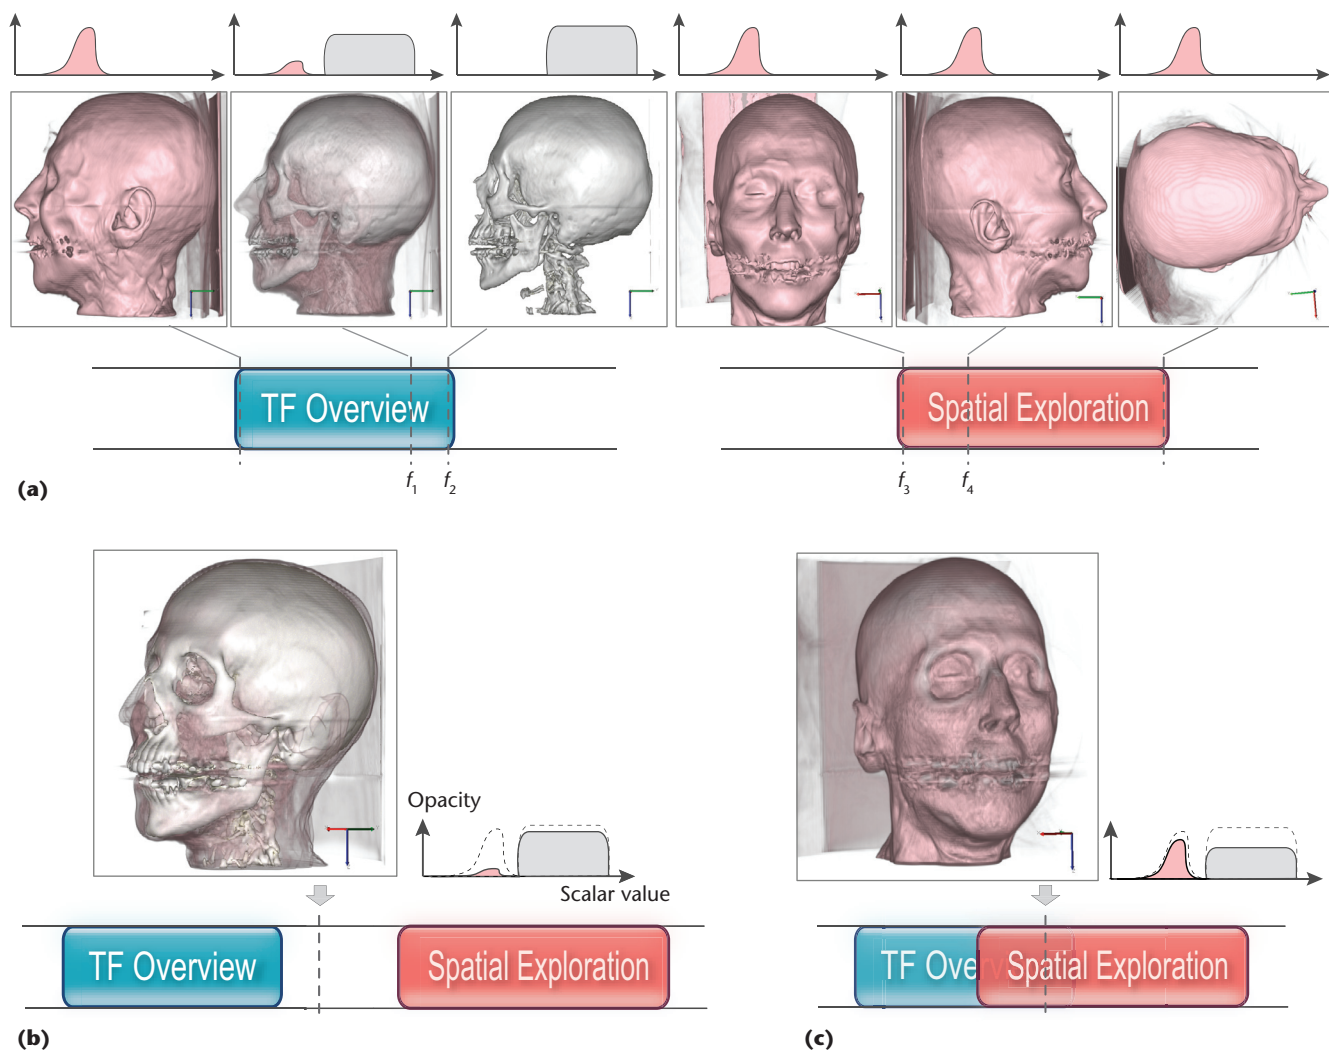 TF Overview
Spatial Exploration
f1
f2
f3
f4
(a)
Opacity
Scalar value
TF Overview
Spatial Exploration
TF Over
Spatial Exploration
(b)
(c)